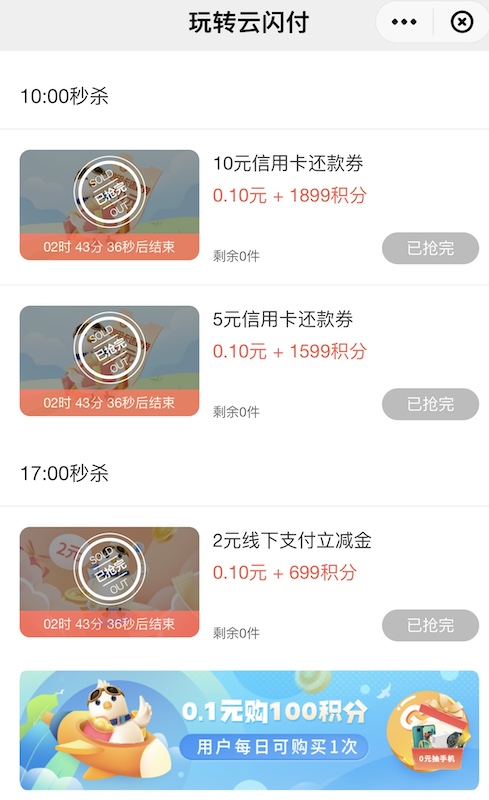 玩转云闪付
10:00秒杀
SOLD
已抢完
OUT
02时 43分 36秒后结束
10元信用卡还款券
0.10元 + 1899积分
剩余0件
已抢完
SOLD
已抢完
OUT
02时 43分 36秒后结束
5元信用卡还款券
0.10元 + 1599积分
剩余0件
已抢完
17:00秒杀
2元
SOLD
已抢完
OUT
02时 43分 36秒后结束
2元线下支付立减金
0.10元 + 699积分
剩余0件
已抢完
0.1元购100积分
用户每日可购买1次
0元抽手机